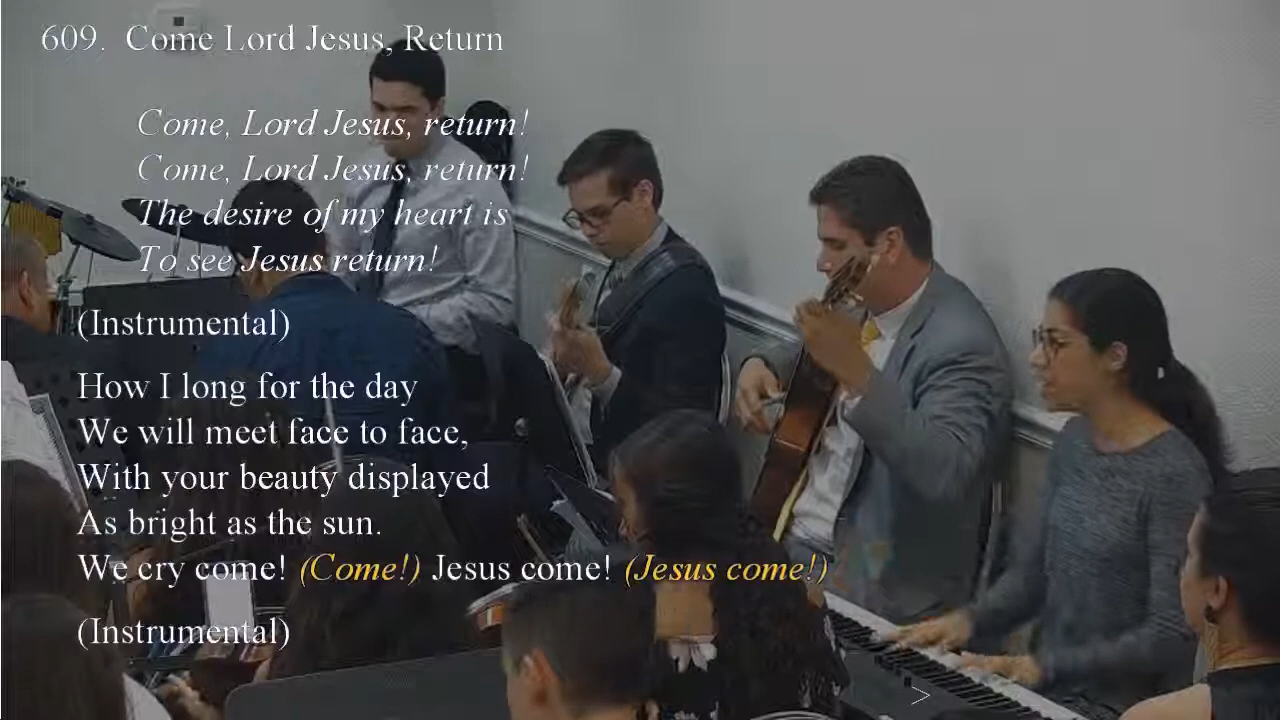 609. Come Lord Jesus, Return
Come, Lord Jesus, return!
Come, Lord Jesus, return!
The desire of my heart is
To see Jesus return!
(Instrumental)
How I long for the day
We will meet face to face,
With your beauty displayed
As bright as the sun.
We cry come! (Come!) Jesus come! (Jesus come!)
(Instrumental)
>